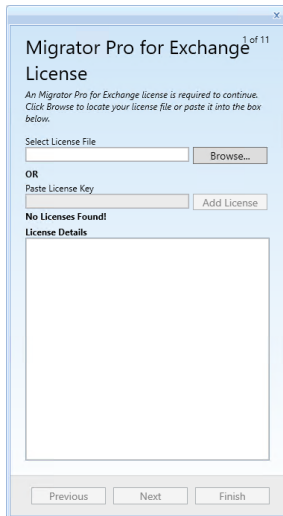 x
1 of 11
Migrator Pro for Exchange
License
An Migrator Pro for Exchange license is required to continue.
Click Browse to locate your license file or paste it into the box
below.
Select License File
Browse...
OR
Paste License Key
Add License
No Licenses Found!
License Details
Previous Next Finish